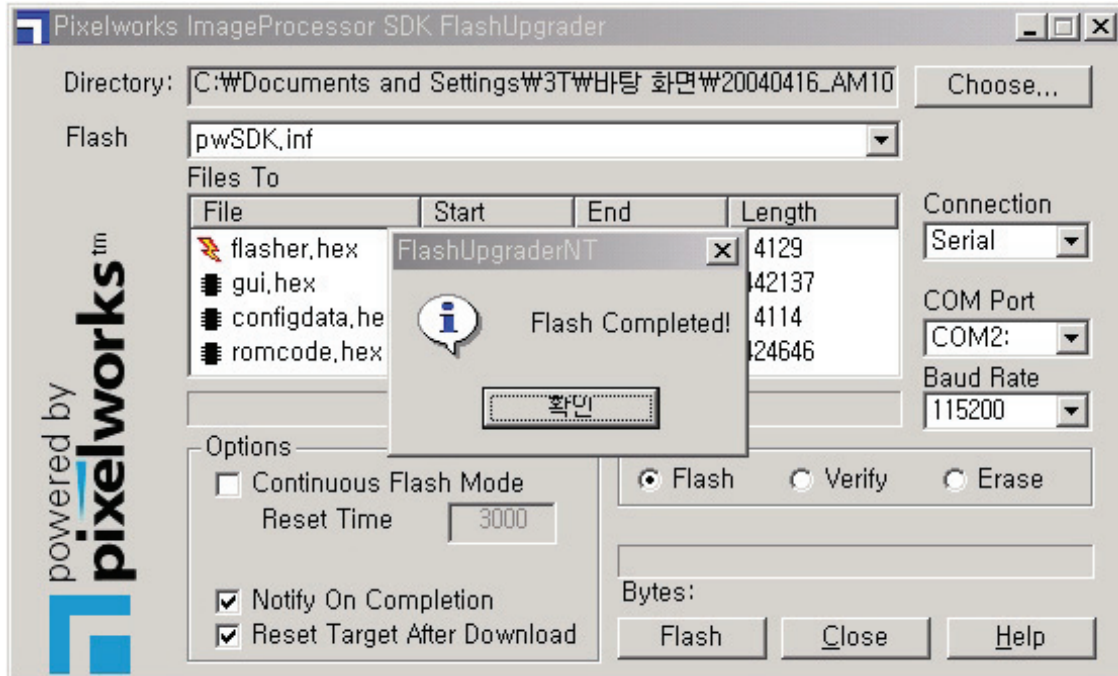 Pixelworks ImageProcessor SDK FlashUpgrader
Directory: C:₩Documents and Settings₩3T₩바탕 화면₩20040416_AM10 Choose...
Flash pwSDK.inf
Files To
File Start End Length
Connection
Serial
flasher.hex 4129
gui.hex 442137
configdata.he 4114
romcode.hex 424646
COM Port
COM2:
Baud Rate
115200
FlashUpgraderNT
Flash Completed!
확인
Options
Continuous Flash Mode
Reset Time 3000
Notify On Completion
Reset Target After Download
Flash Verify Erase
Bytes:
Flash Close Help
powered by
pixelworks tm